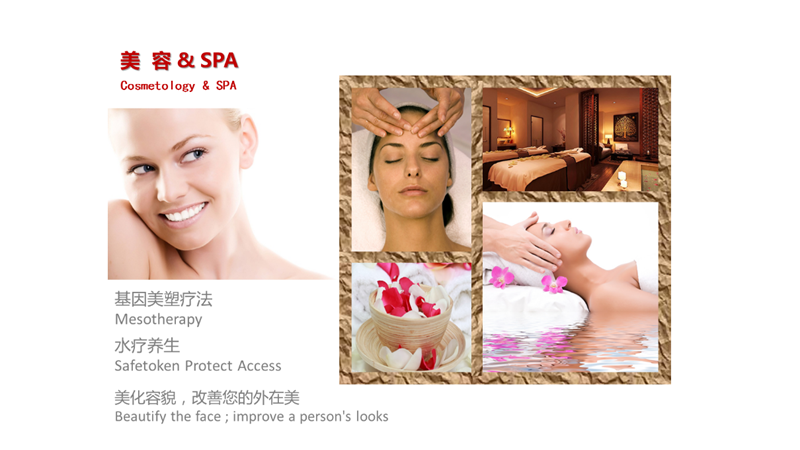 美 容 & SPA
Cosmetology & SPA
基因美塑疗法
Mesotherapy
水疗养生
Safetoken Protect Access
美化容貌，改善您的外在美
Beautify the face ; improve a person's looks